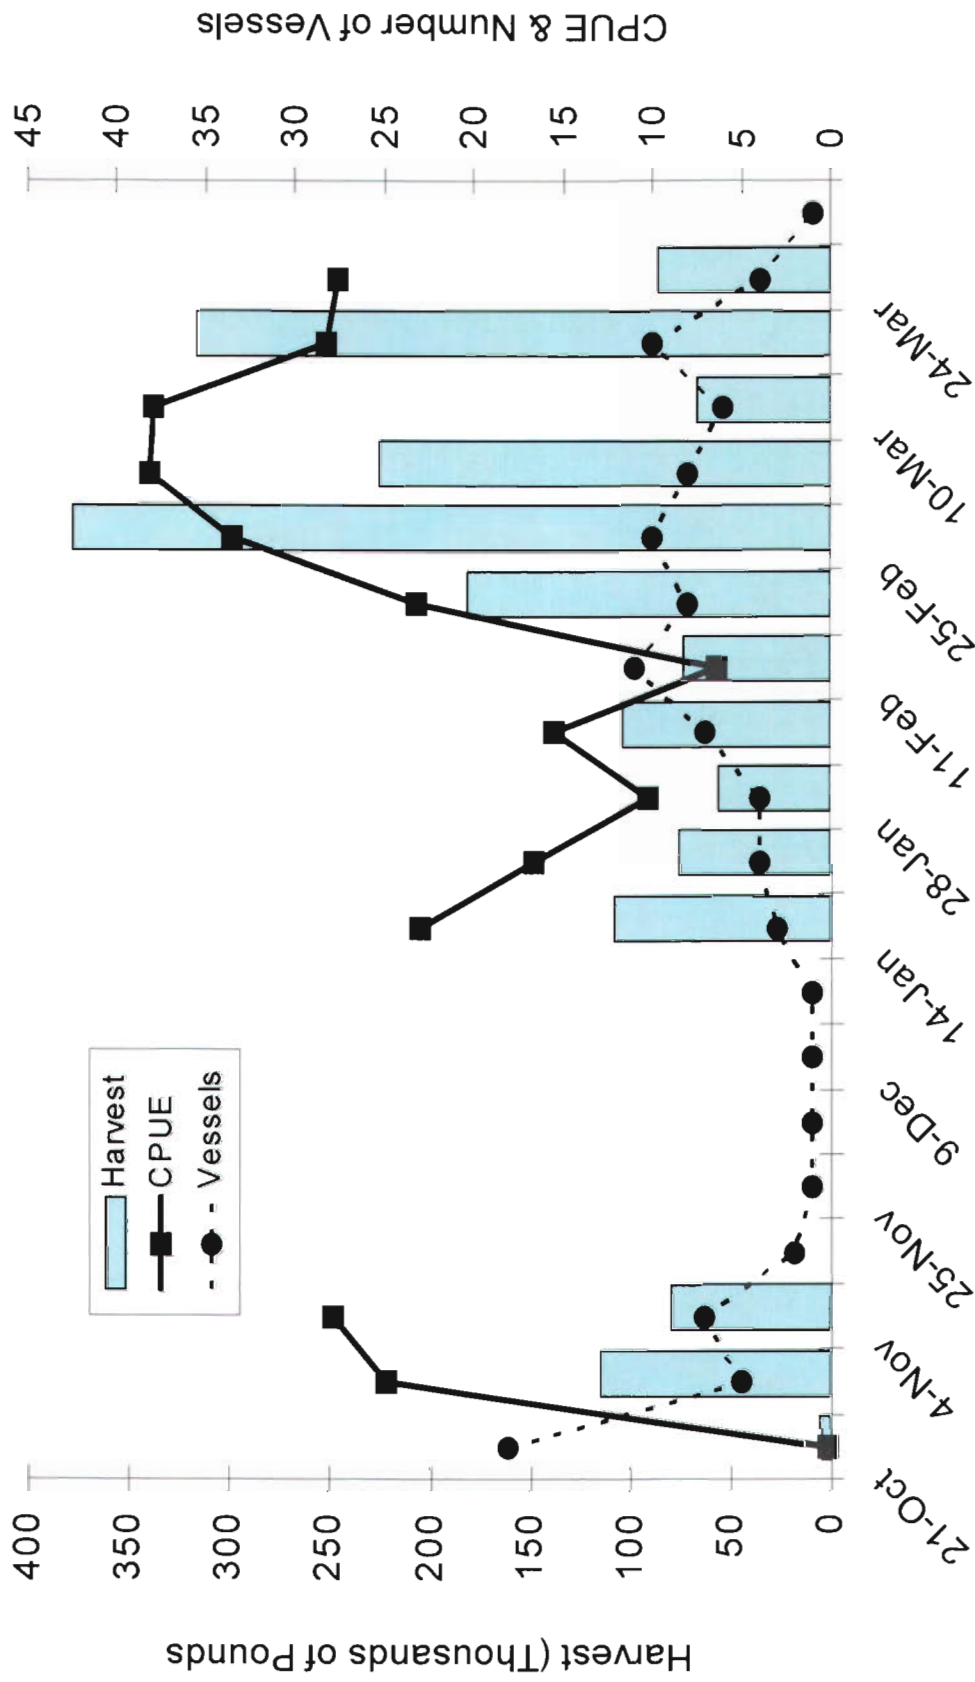 Harvest (Thousands of Pounds)
400
350
300
250
200
150
100
50
0
Harvest
CPUE
Vessels
21-Oct
4-Nov
25-Nov
9-Dec
14-Jan
28-Jan
11-Feb
25-Feb
10-Mar
24-Mar
45
40
35
30
25
20
15
10
5
0
CPUE & Number of Vessels